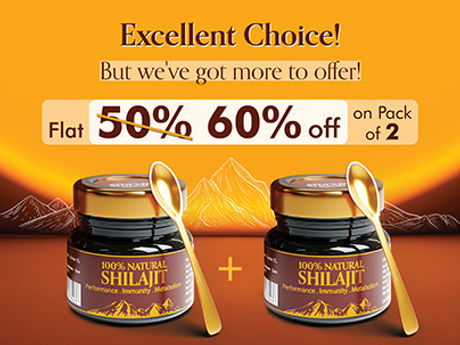 Excellent Choice!
But we've got more to offer!
Flat 50% 60% off on Pack of 2
100% NATURAL
SHILAJIT
Performance . Immunity . Metabolism
+
100% NATURAL
SHILAJIT
Performance . Immunity . Metabolism